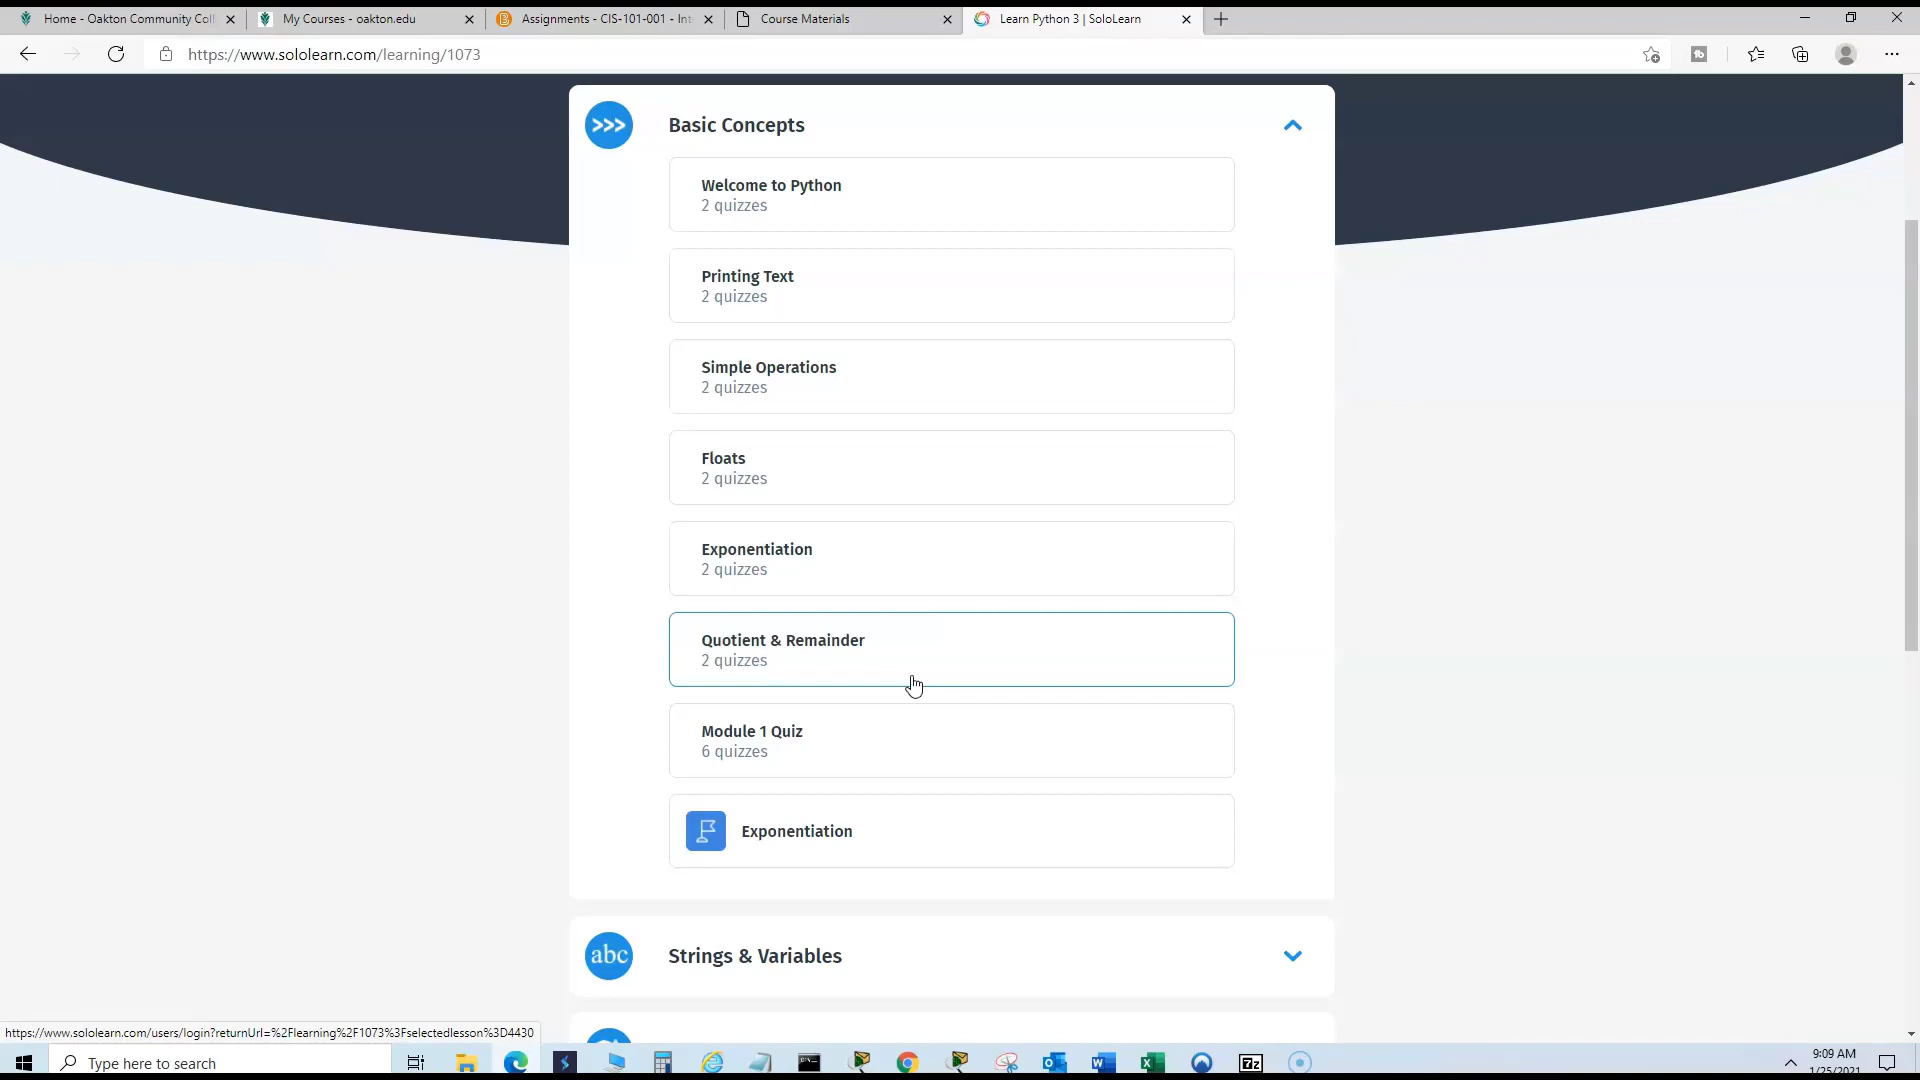 Home - Oakton Community Coll
My Courses - oakton.edu
Assignments - CIS-101-001 - Int
Course Materials
Learn Python 3 | SoloLearn
https://www.sololearn.com/learning/1073
>>>
Basic Concepts
Welcome to Python
2 quizzes
Printing Text
2 quizzes
Simple Operations
2 quizzes
Floats
2 quizzes
Exponentiation
2 quizzes
Quotient & Remainder
2 quizzes
Module 1 Quiz
6 quizzes
Exponentiation
abc
Strings & Variables
https://www.sololearn.com/users/login?returnUrl=%2Flearning%2F1073%3Fselectedlesson%3D4430
Type here to search
7z
9:09 AM
1/25/2021